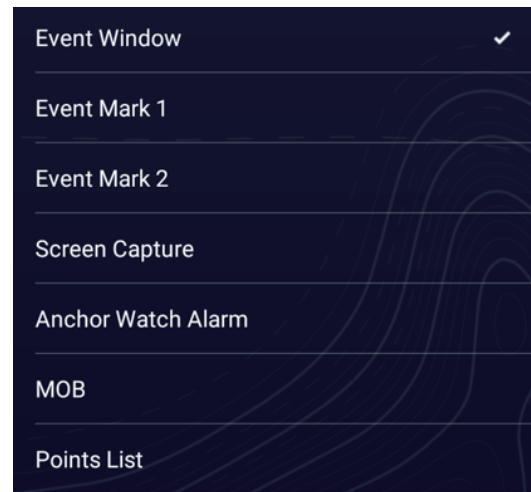 Event Window
Event Mark 1
Event Mark 2
Screen Capture
Anchor Watch Alarm
MOB
Points List